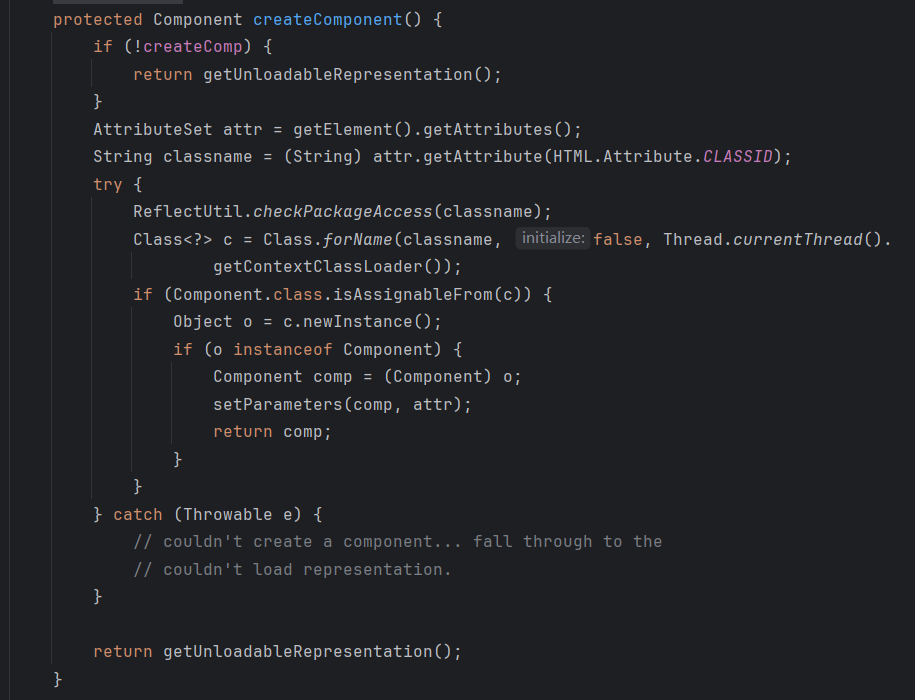 protected Component createComponent() {
    if (!createComp) {
        return getUnloadableRepresentation();
    }
    AttributeSet attr = getElement().getAttributes();
    String classname = (String) attr.getAttribute(HTML.Attribute.CLASSID);
    try {
        ReflectUtil.checkPackageAccess(classname);
        Class<?> c = Class.forName(classname, initialize: false, Thread.currentThread().
                getContextClassLoader());
        if (Component.class.isAssignableFrom(c)) {
            Object o = c.newInstance();
            if (o instanceof Component) {
                Component comp = (Component) o;
                setParameters(comp, attr);
                return comp;
            }
        }
    } catch (Throwable e) {
        // couldn't create a component... fall through to the
        // couldn't load representation.
    }

    return getUnloadableRepresentation();
}